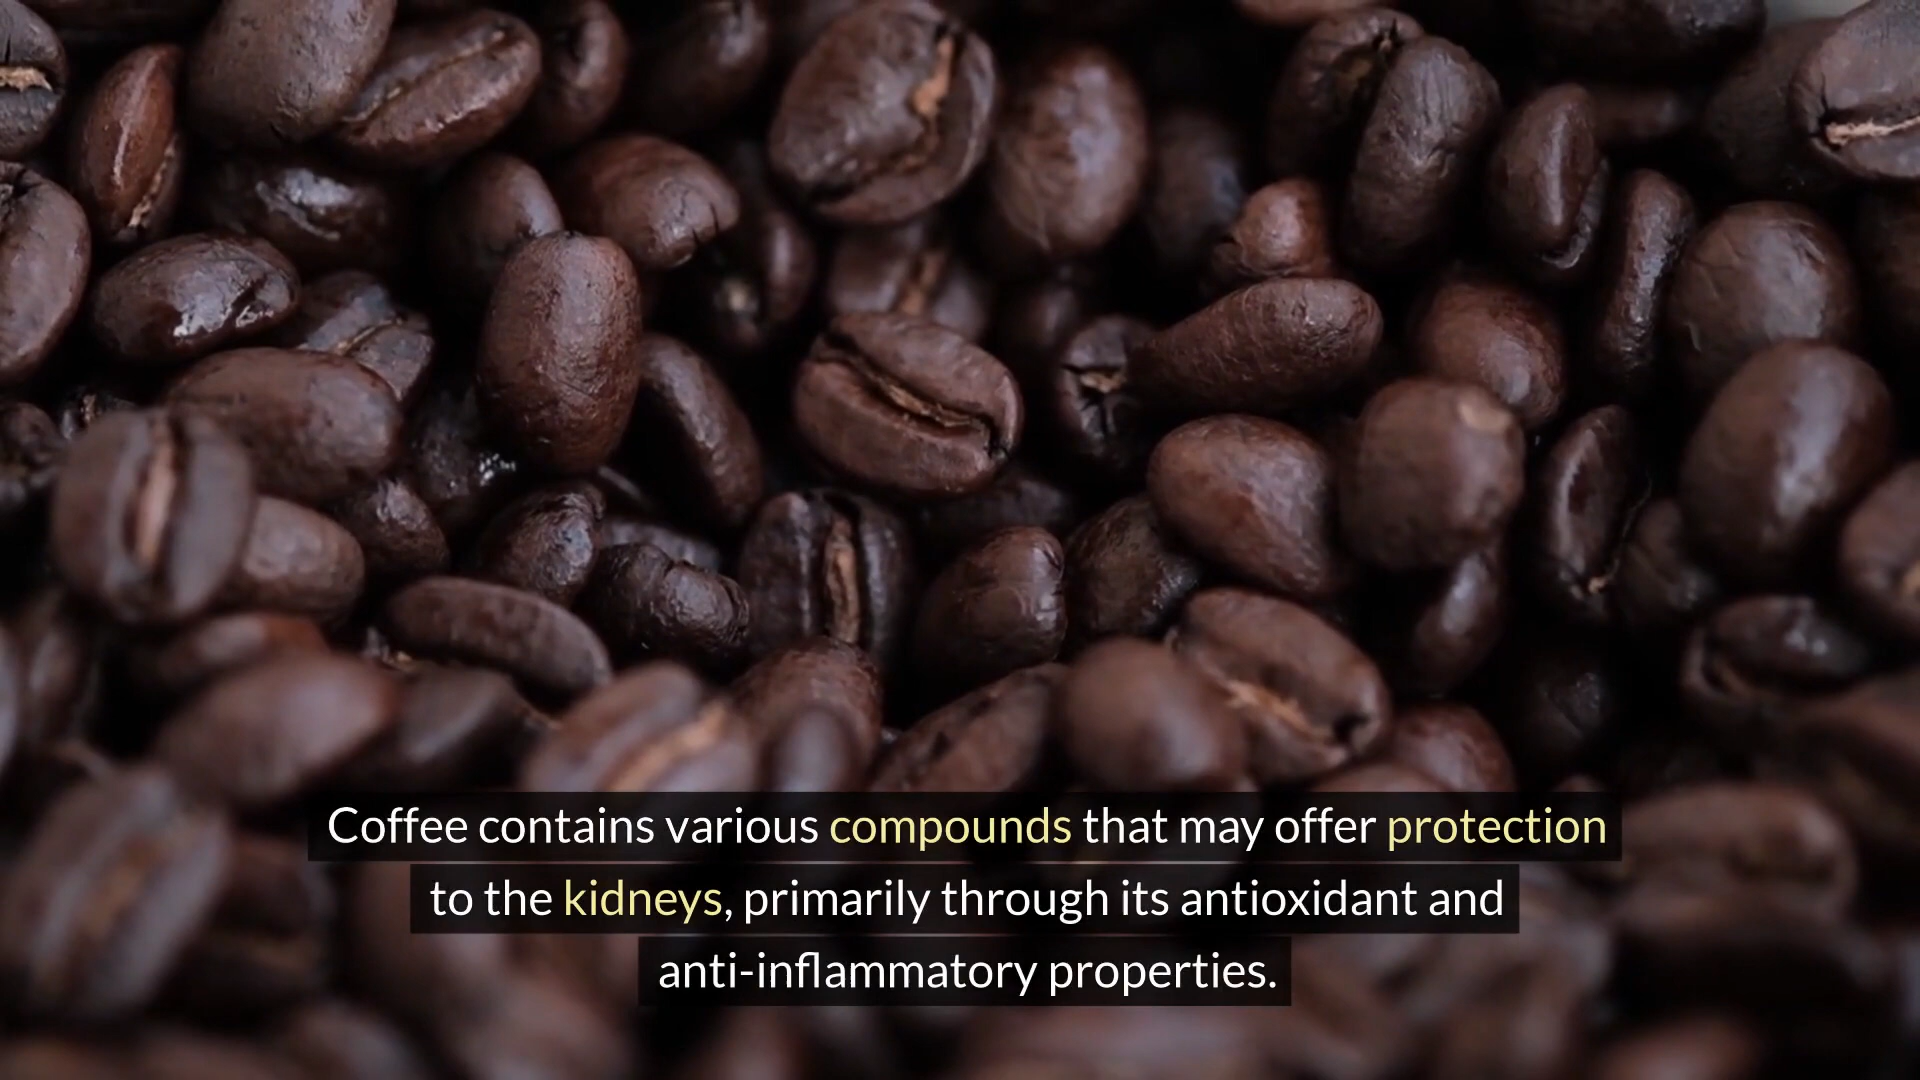 Coffee contains various compounds that may offer protection
to the kidneys, primarily through its antioxidant and
anti-inflammatory properties.